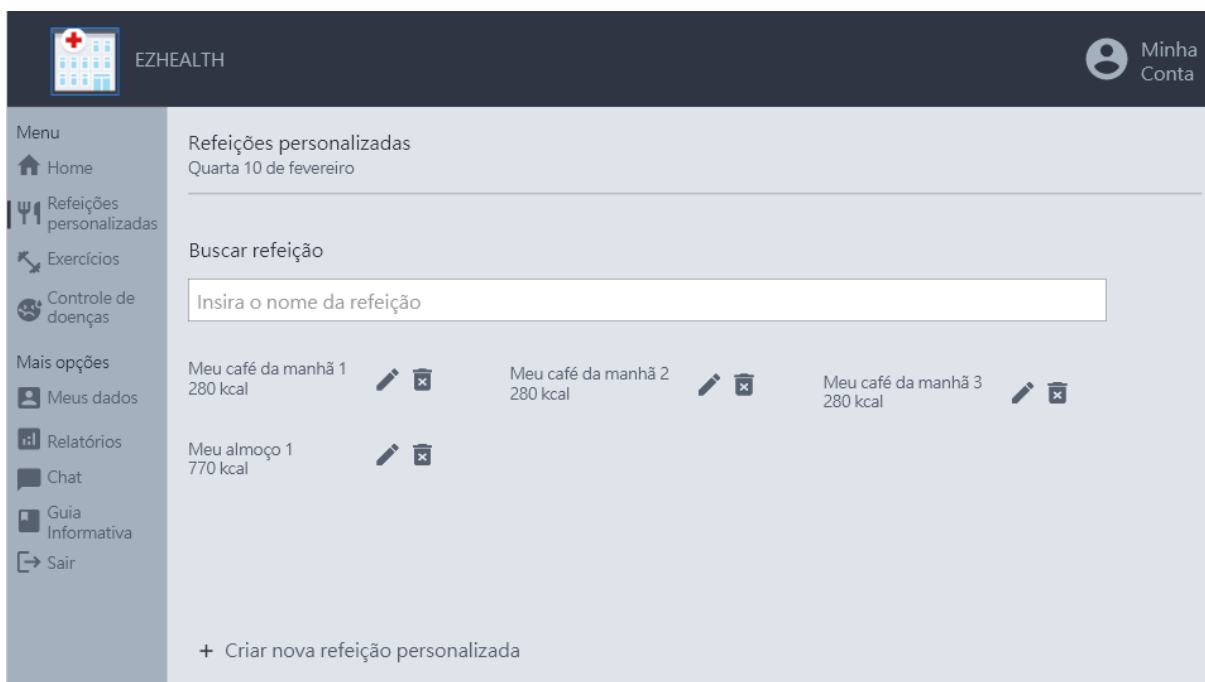 EZHEALTH
Minha
Conta
Menu
Home
Refeições
personalizadas
Exercícios
Controle de
doenças
Mais opções
Meus dados
Relatórios
Chat
Guia
Informativa
Sair
Refeições personalizadas
Quarta 10 de fevereiro
Buscar refeição
Insira o nome da refeição
Meu café da manhã 1
280 kcal
Meu café da manhã 2
280 kcal
Meu café da manhã 3
280 kcal
Meu almoço 1
770 kcal
+ Criar nova refeição personalizada